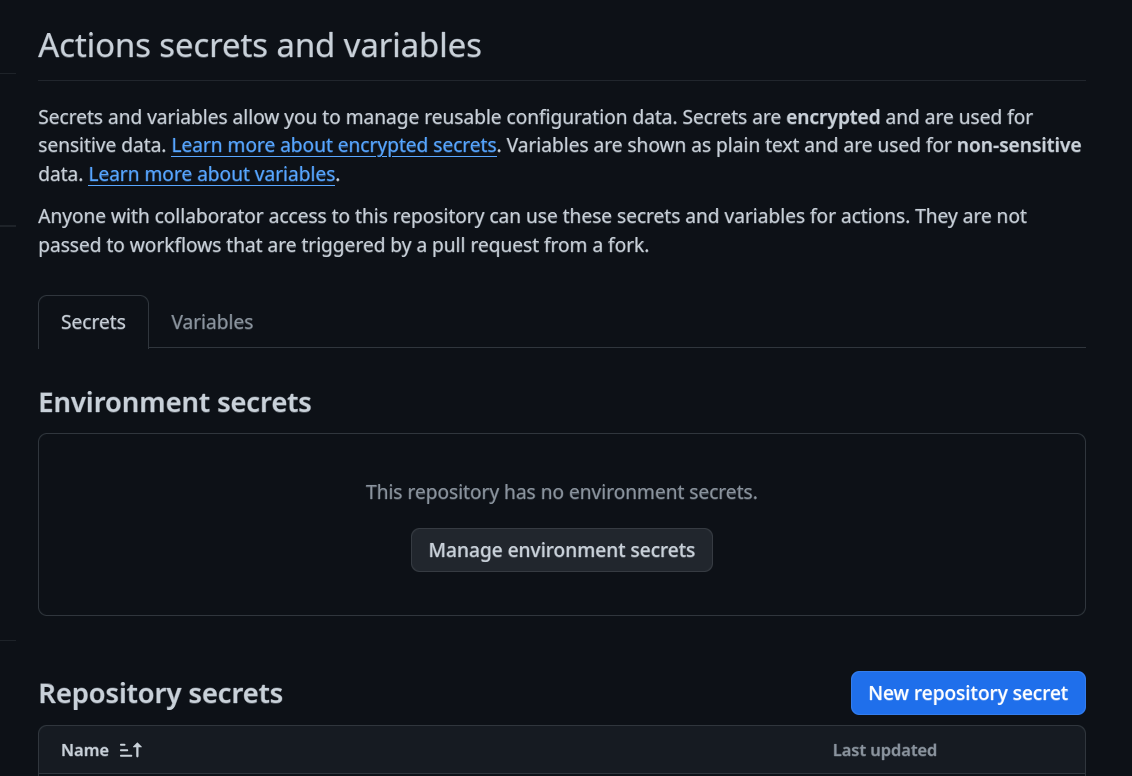 Actions secrets and variables
Secrets and variables allow you to manage reusable configuration data. Secrets are encrypted and are used for
sensitive data. Learn more about encrypted secrets. Variables are shown as plain text and are used for non-sensitive
data. Learn more about variables.
Anyone with collaborator access to this repository can use these secrets and variables for actions. They are not
passed to workflows that are triggered by a pull request from a fork.
Secrets
Variables
Environment secrets
This repository has no environment secrets.
Manage environment secrets
Repository secrets
New repository secret
Name
Last updated